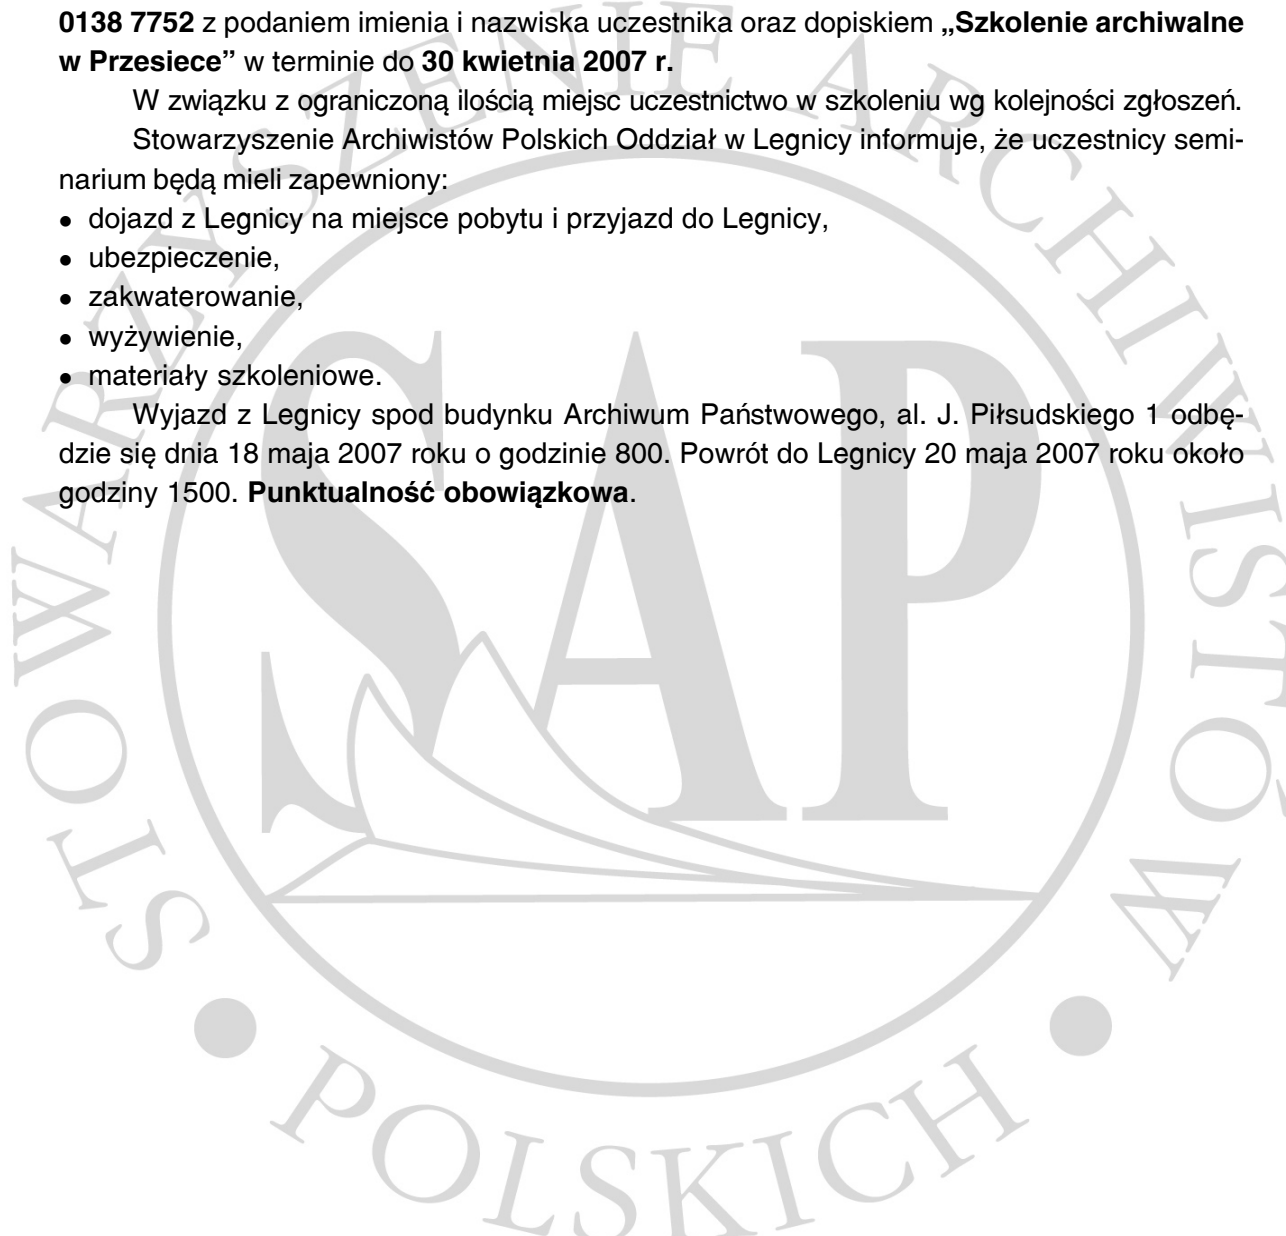 0138 7752 z podaniem imienia i nazwiska uczestnika oraz dopiskiem „Szkolenie archiwalne
w Przesiece” w terminie do 30 kwietnia 2007 r.
W związku z ograniczoną ilością miejsc uczestnictwo w szkoleniu wg kolejności zgłoszeń.
Stowarzyszenie Archiwistów Polskich Oddział w Legnicy informuje, że uczestnicy semi-
narium będą mieli zapewniony:
• dojazd z Legnicy na miejsce pobytu i przyjazd do Legnicy,
• ubezpieczenie,
• zakwaterowanie,
• wyżywienie,
• materiały szkoleniowe.
Wyjazd z Legnicy spod budynku Archiwum Państwowego, al. J. Piłsudskiego 1 odbę-
dzie się dnia 18 maja 2007 roku o godzinie 800. Powrót do Legnicy 20 maja 2007 roku około
godziny 1500. Punktualność obowiązkowa.
STOWARZYSZENIE ARCHIWISTÓW
• POLSKICH •
SAP